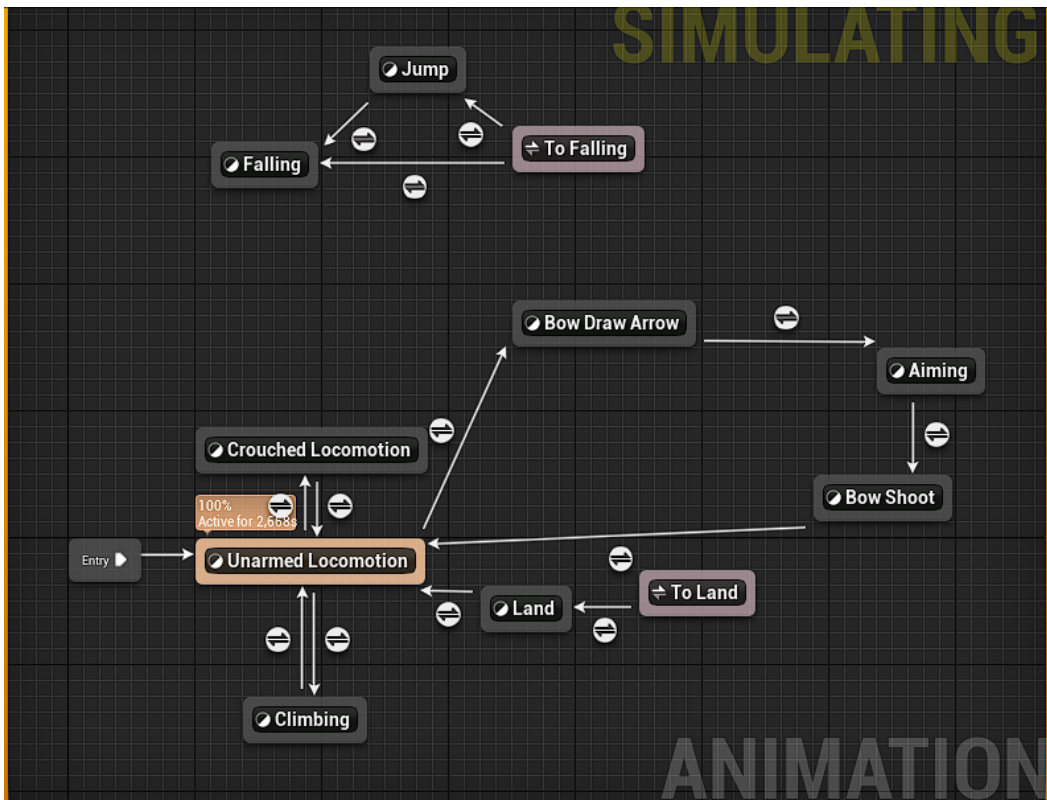 SIMULATING
Jump
To Falling
Falling
Bow Draw Arrow
Aiming
Crouched Locomotion
Bow Shoot
100%
Active for 2,668s
Entry
Unarmed Locomotion
To Land
Land
Climbing
ANIMATION